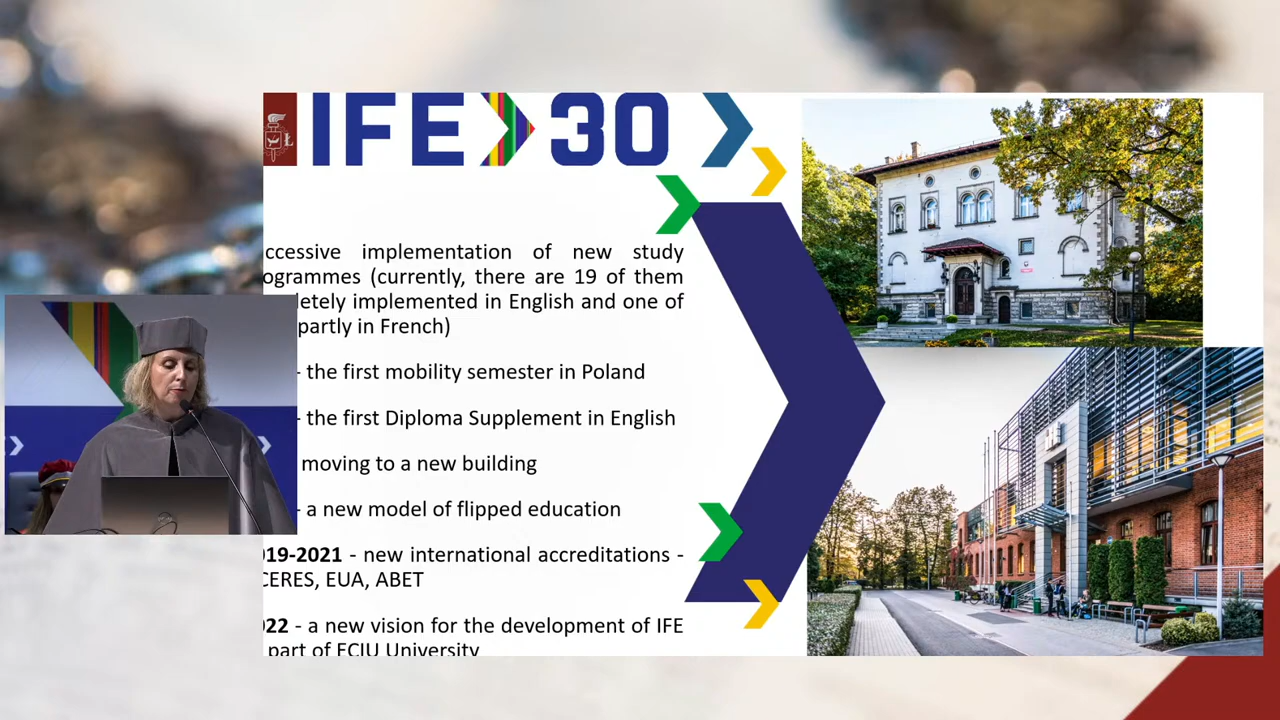 IFE 30
ccessive implementation of new study
ogrammes (currently, there are 19 of them
letely implemented in English and one of
partly in French)
- the first mobility semester in Poland
- the first Diploma Supplement in English
moving to a new building
- a new model of flipped education
019-2021 - new international accreditations -
CERES, EUA, ABET
022 - a new vision for the development of IFE
part of ECIU University